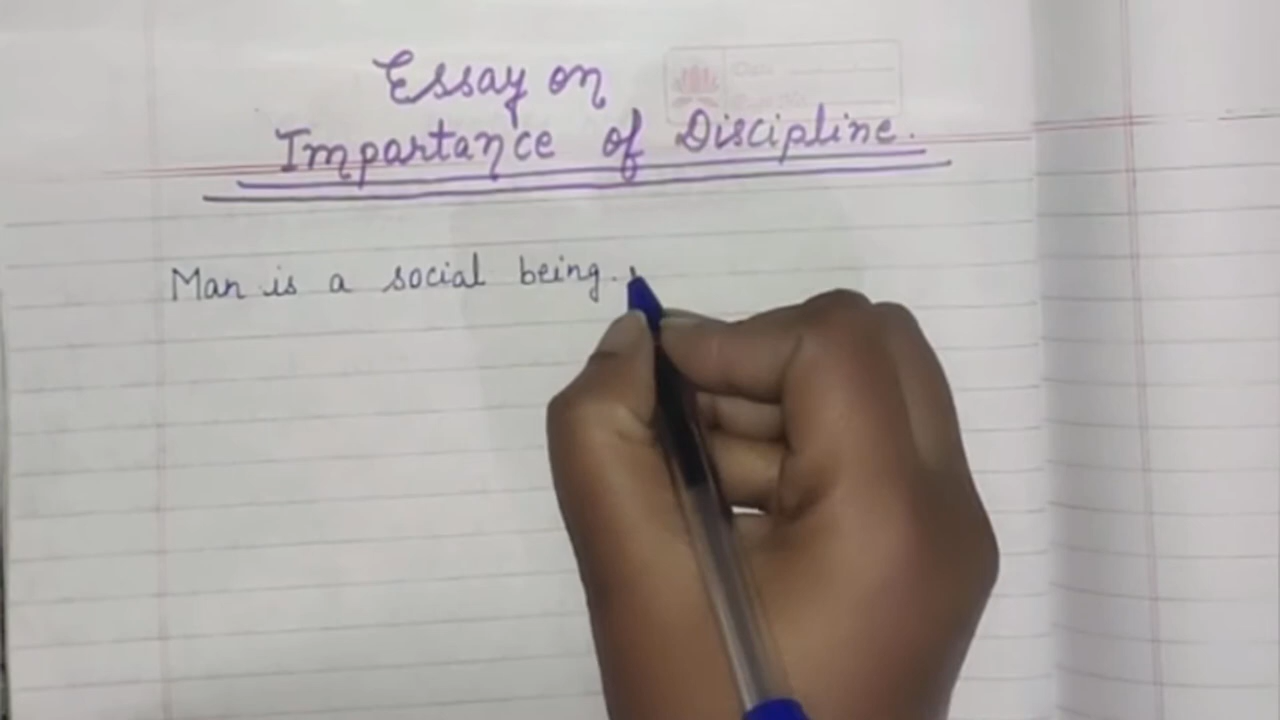 Essay on
Impartance of Discipline.
Man is a social being.